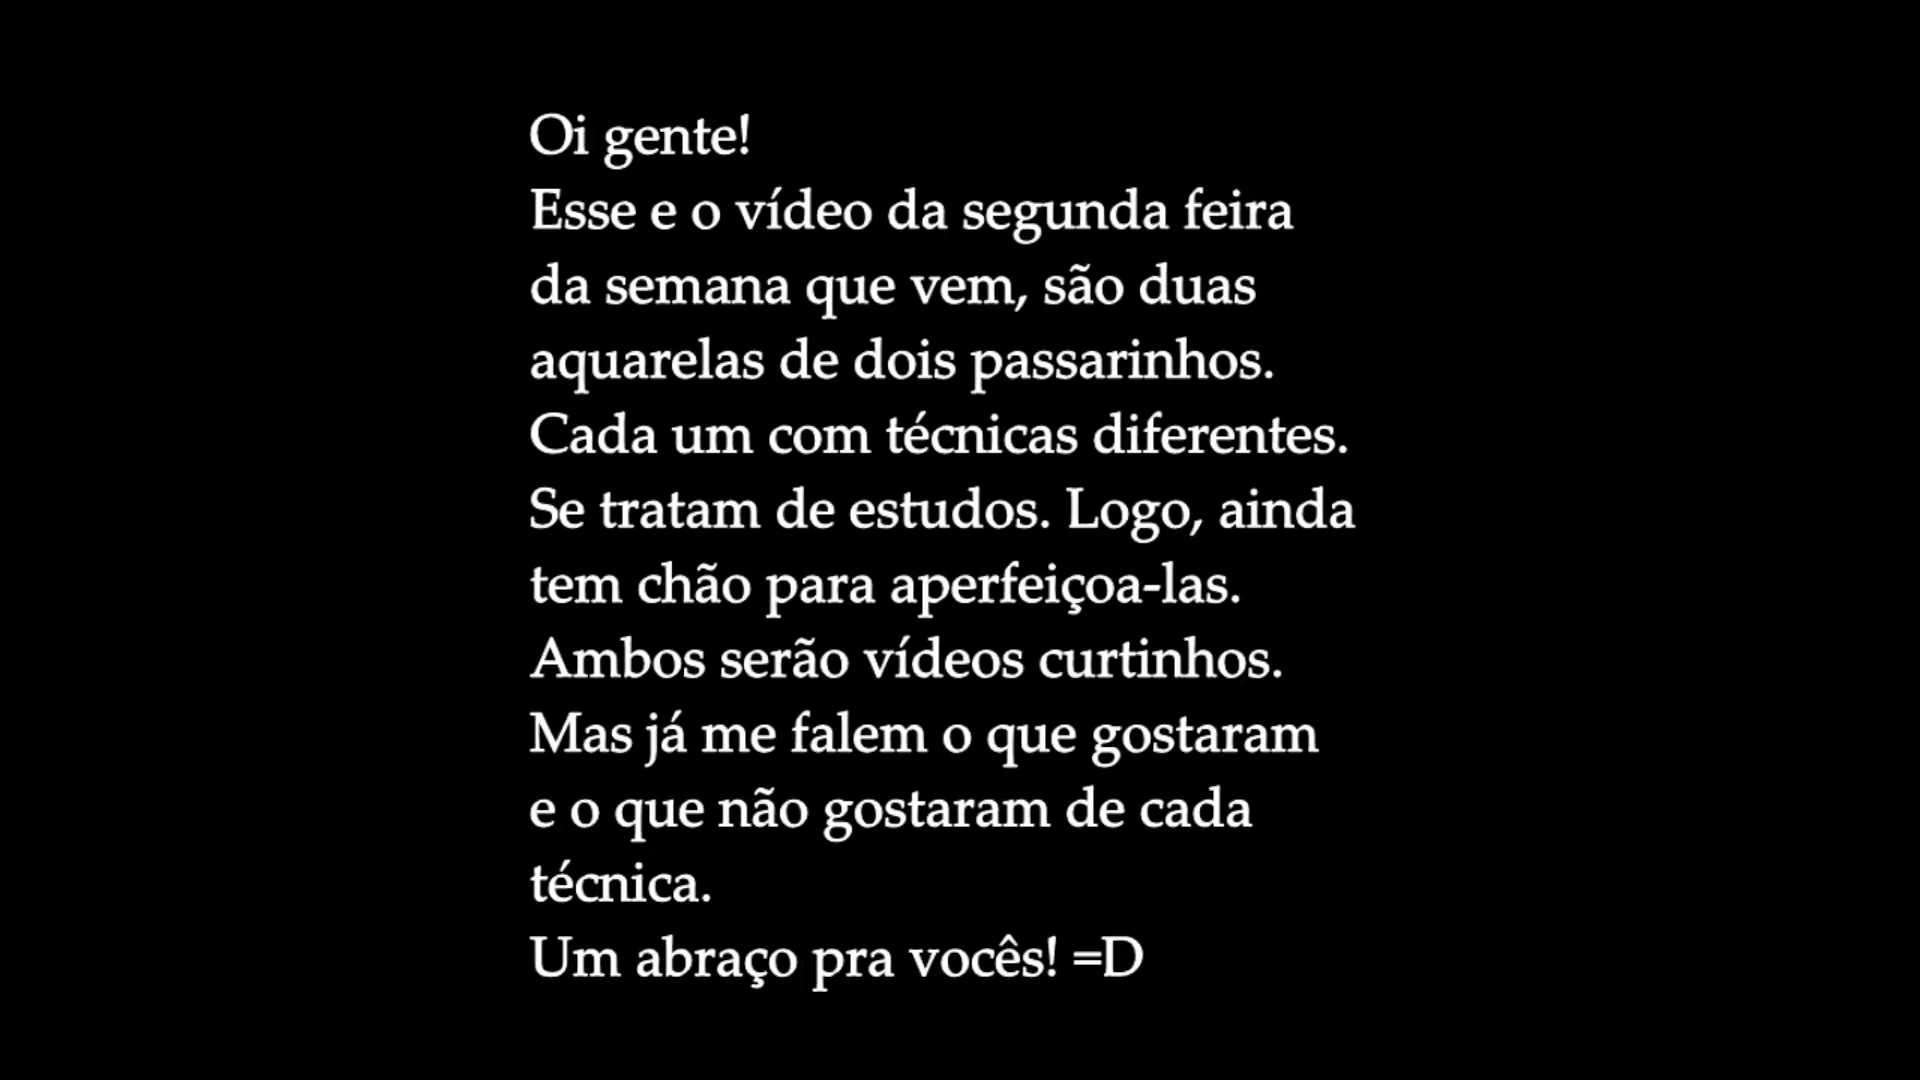 Oi gente!
Esse e o vídeo da segunda feira
da semana que vem, são duas
aquarelas de dois passarinhos.
Cada um com técnicas diferentes.
Se tratam de estudos. Logo, ainda
tem chão para aperfeiçoa-las.
Ambos serão vídeos curtinhos.
Mas já me falem o que gostaram
e o que não gostaram de cada
técnica.
Um abraço pra vocês! =D